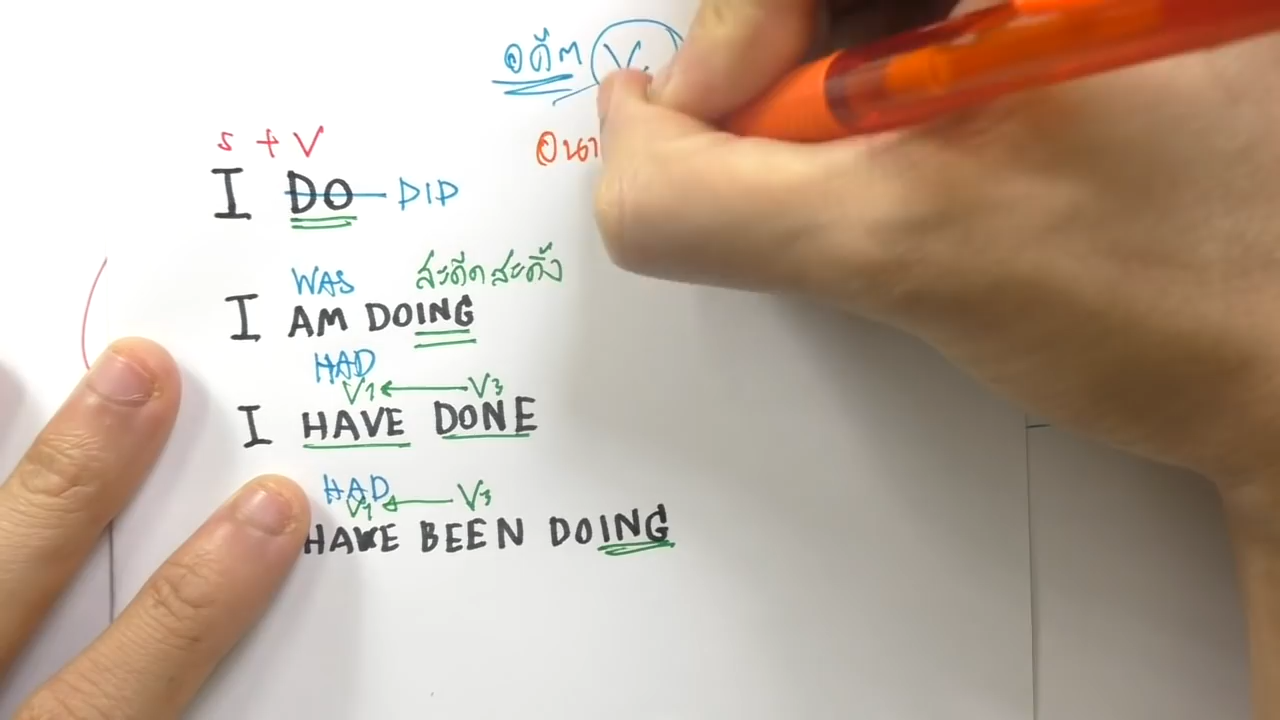 อดีต V
อนา
S + V
I DO DID
WAS สะดีดสะดิ้ง
I AM DOING
HAD
V1 V3
I HAVE DONE
HAD
V1 V3
HAVE BEEN DOING